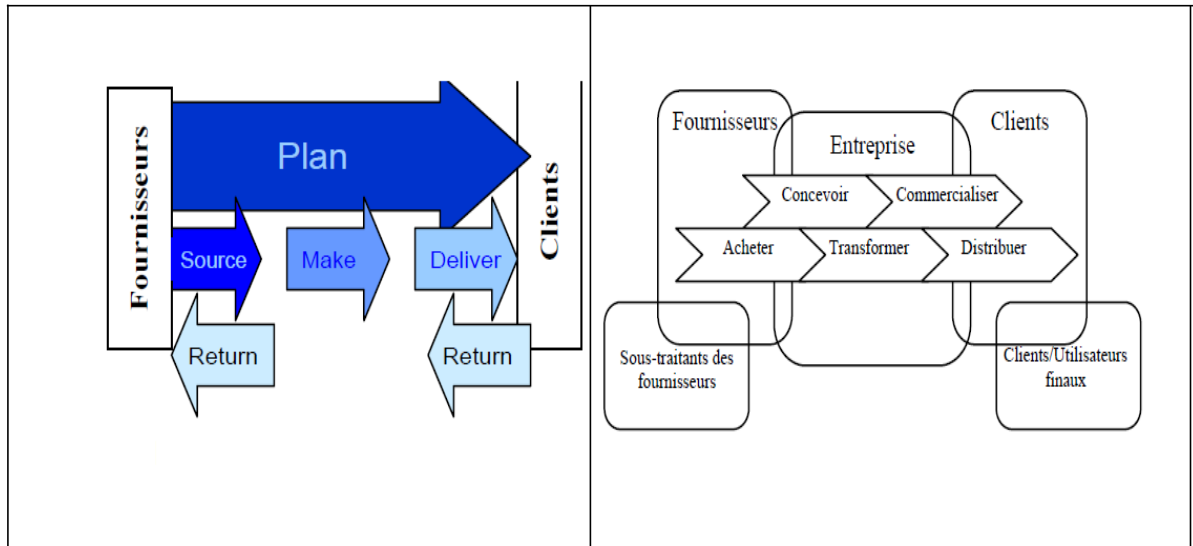 Fournisseurs
Plan
Source
Make
Deliver
Return
Return
Clients
Fournisseurs
Entreprise
Clients
Concevoir
Commercialiser
Acheter
Transformer
Distribuer
Sous-traitants des
fournisseurs
Clients/Utilisateurs
finaux